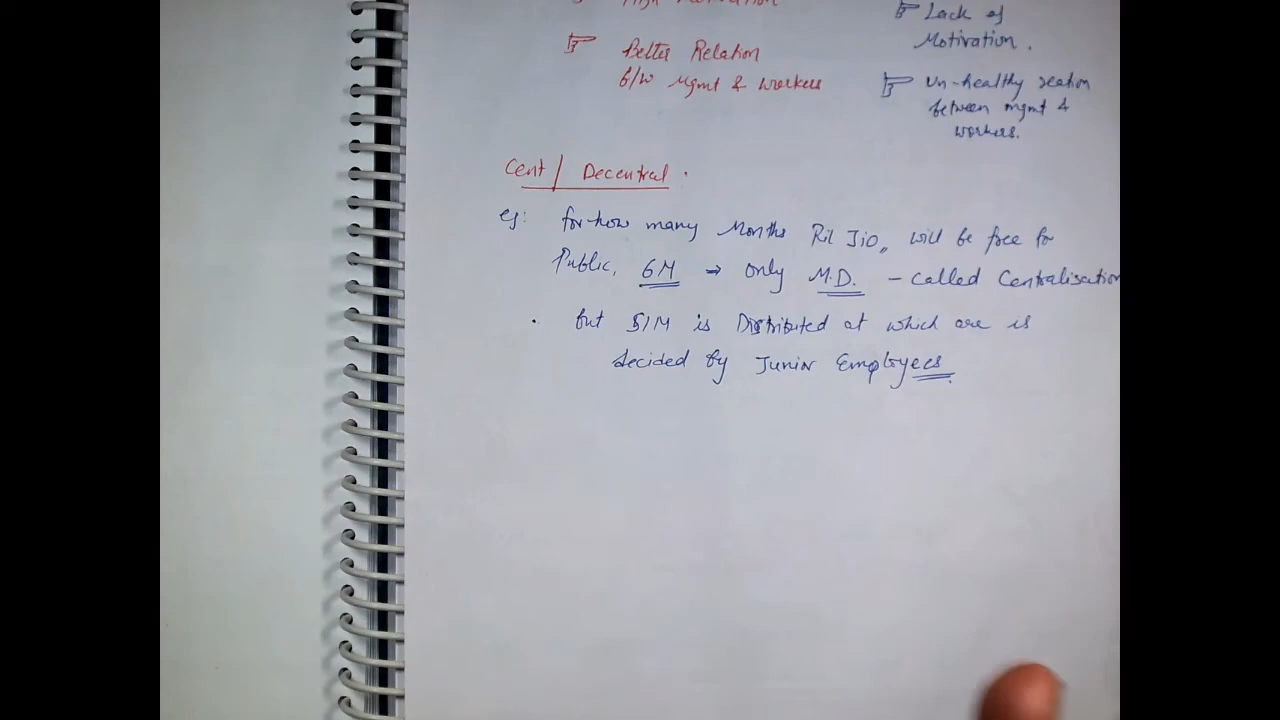 Better Relation
b/w Mgmt & workers
Lack of
Motivation.
Un-healthy reation
between mgmt &
workers.
Cent / Decentral.
eg: for how many Months Ril Jio, will be free for
Public, 6M → only M.D. - called Centralisation
. but SIM is Distributed at which are is
decided by Junior Employees.